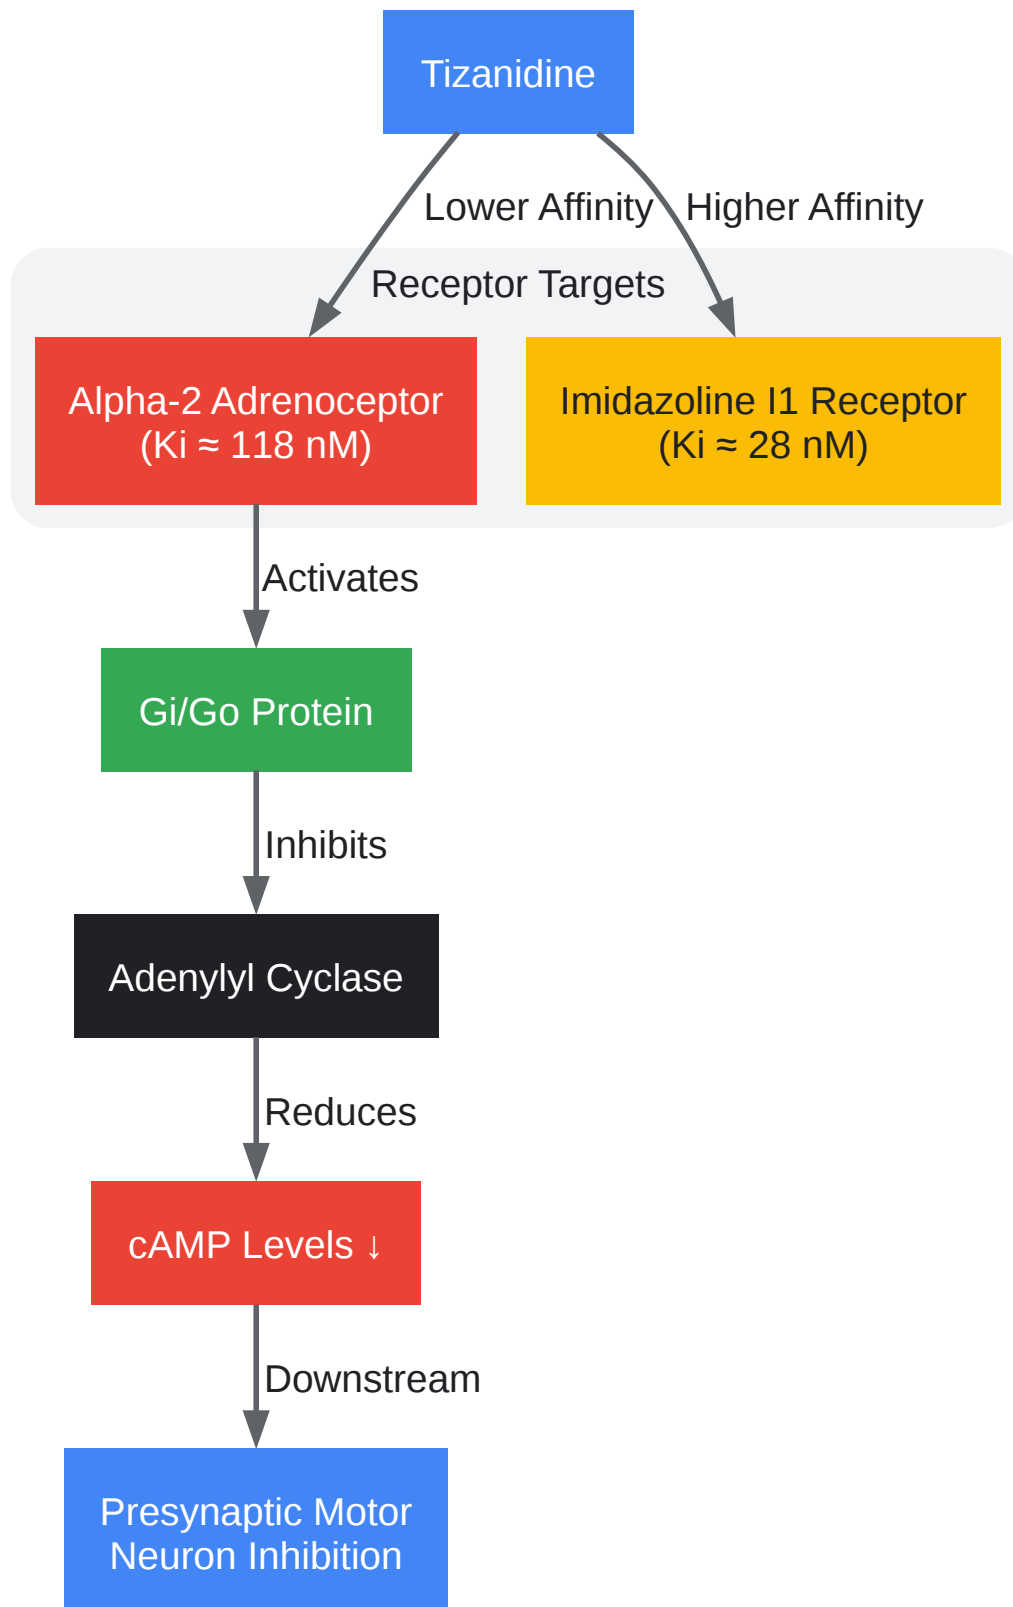 Tizanidine
Lower Affinity
Higher Affinity
Receptor Targets
Alpha-2 Adrenoceptor
(Ki ≈ 118 nM)
Imidazoline I1 Receptor
(Ki ≈ 28 nM)
Activates
Gi/Go Protein
Inhibits
Adenylyl Cyclase
Reduces
cAMP Levels ↓
Downstream
Presynaptic Motor
Neuron Inhibition